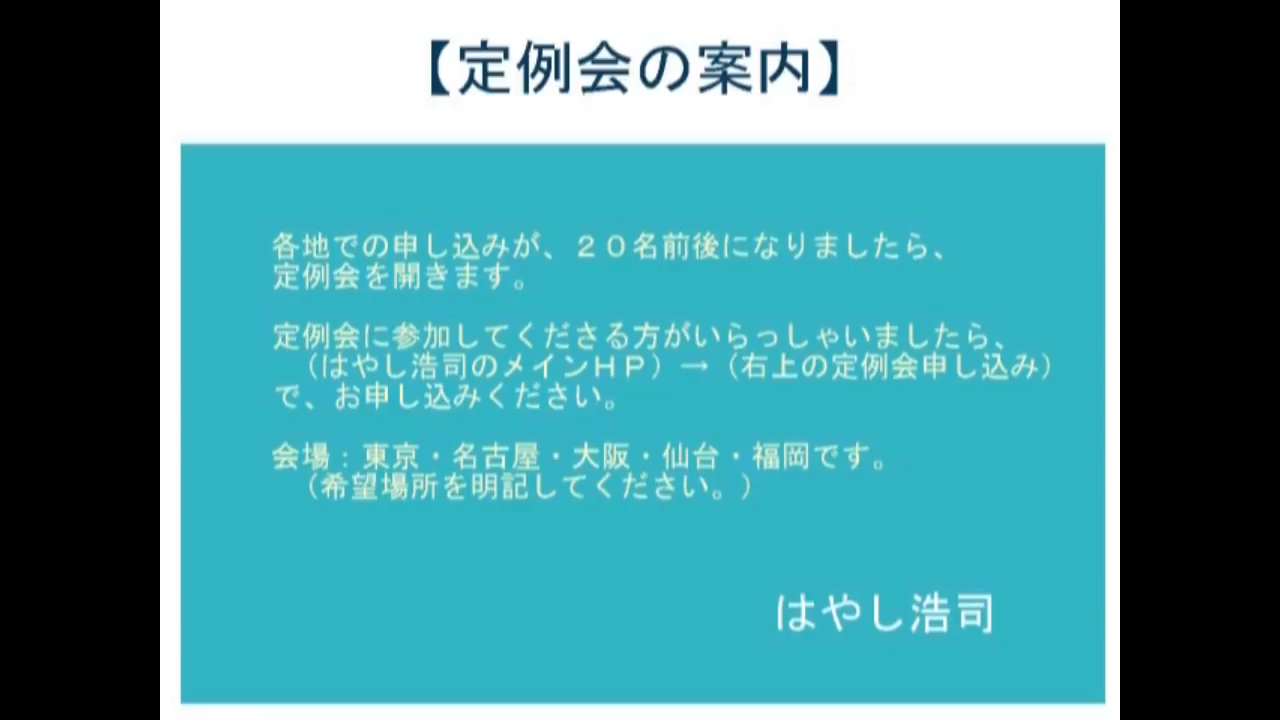 【定例会の案内】
各地での申し込みが、２０名前後になりましたら、
定例会を開きます。
定例会に参加してくださる方がいらっしゃいましたら、
（はやし浩司のメインＨＰ）→（右上の定例会申し込み）
で、お申し込みください。
会場：東京・名古屋・大阪・仙台・福岡です。
（希望場所を明記してください。）
はやし浩司